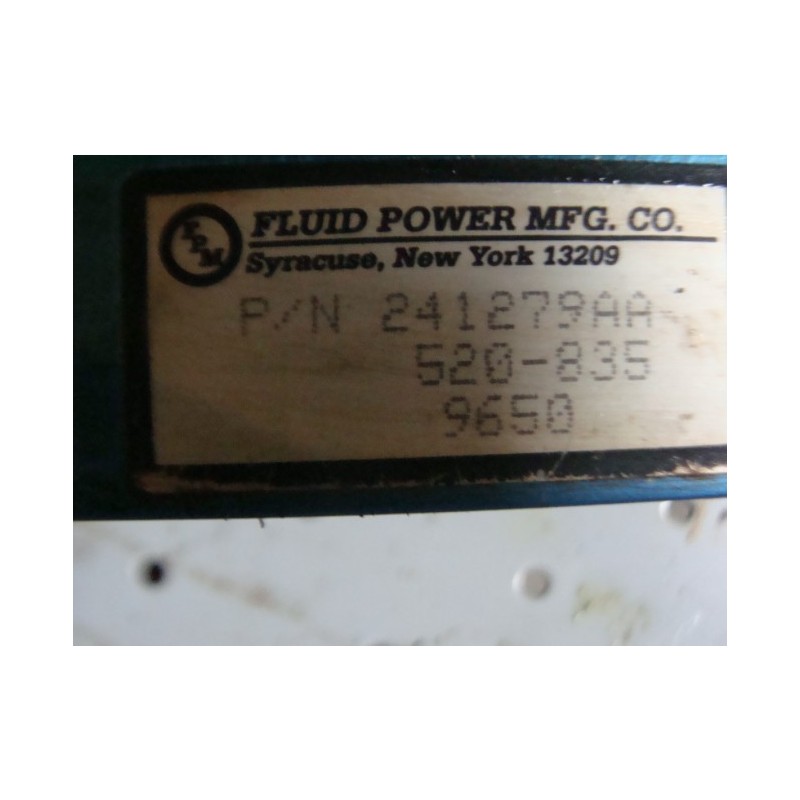 FPM FLUID POWER MFG. CO.
Syracuse, New York 13209
P/N 241279AA
520-835
9650